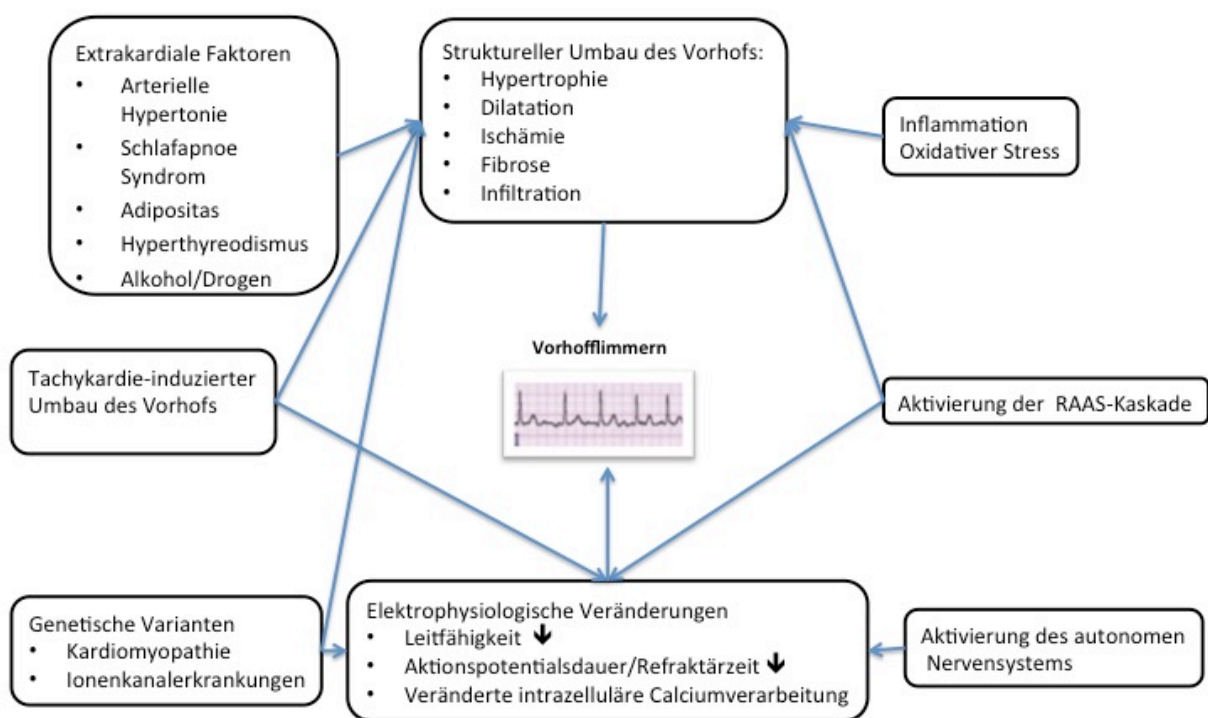 Extrakardiale Faktoren
• Arterielle
Hypertonie
• Schlafapnoe
Syndrom
• Adipositas
• Hyperthyreodismus
• Alkohol/Drogen
Struktureller Umbau des Vorhofs:
• Hypertrophie
• Dilatation
• Ischämie
• Fibrose
• Infiltration
Inflammation
Oxidativer Stress
Vorhofflimmern
Tachykardie-induzierter
Umbau des Vorhofs
Aktivierung der RAAS-Kaskade
Genetische Varianten
• Kardiomyopathie
• Ionenkanalerkrankungen
Elektrophysiologische Veränderungen
• Leitfähigkeit 🡻
• Aktionspotentialsdauer/Refraktärzeit 🡻
• Veränderte intrazelluläre Calciumverarbeitung
Aktivierung des autonomen
Nervensystems